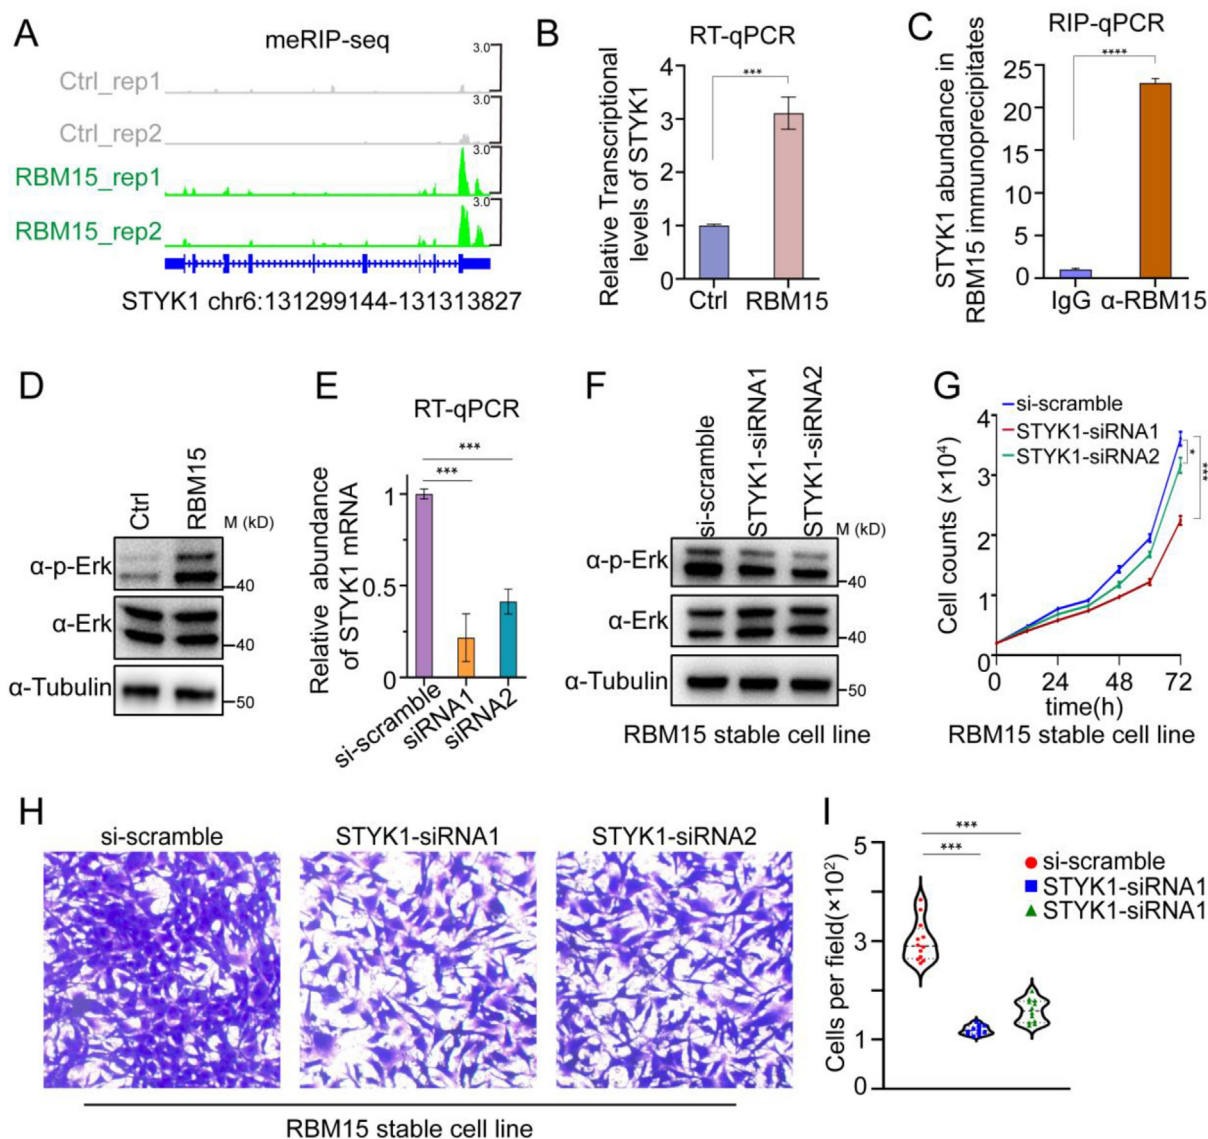 A
meRIP-seq
3.0
Ctrl_rep1
3.0
Ctrl_rep2
3.0
RBM15_rep1
3.0
RBM15_rep2
STYK1 chr6:131299144-131313827
B
RT-qPCR
Relative Transcriptional
levels of STYK1
4
3
2
1
0
***
Ctrl
RBM15
C
RIP-qPCR
STYK1 abundance in
RBM15 immunoprecipitates
25
20
15
10
5
0
****
IgG
α-RBM15
D
Ctrl
RBM15
M (kD)
α-p-Erk
40
α-Erk
40
α-Tubulin
50
E
RT-qPCR
Relative abundance
of STYK1 mRNA
1
0.5
0
***
***
si-scramble
siRNA1
siRNA2
F
si-scramble
STYK1-siRNA1
STYK1-siRNA2
M (kD)
α-p-Erk
40
α-Erk
40
α-Tubulin
50
RBM15 stable cell line
G
si-scramble
STYK1-siRNA1
STYK1-siRNA2
Cell counts (×10⁴)
4
3
2
1
0
*
***
0
24
48
72
time(h)
RBM15 stable cell line
H
si-scramble
STYK1-siRNA1
STYK1-siRNA2
RBM15 stable cell line
I
Cells per field(×10²)
5
3
1
0
***
***
si-scramble
STYK1-siRNA1
STYK1-siRNA1